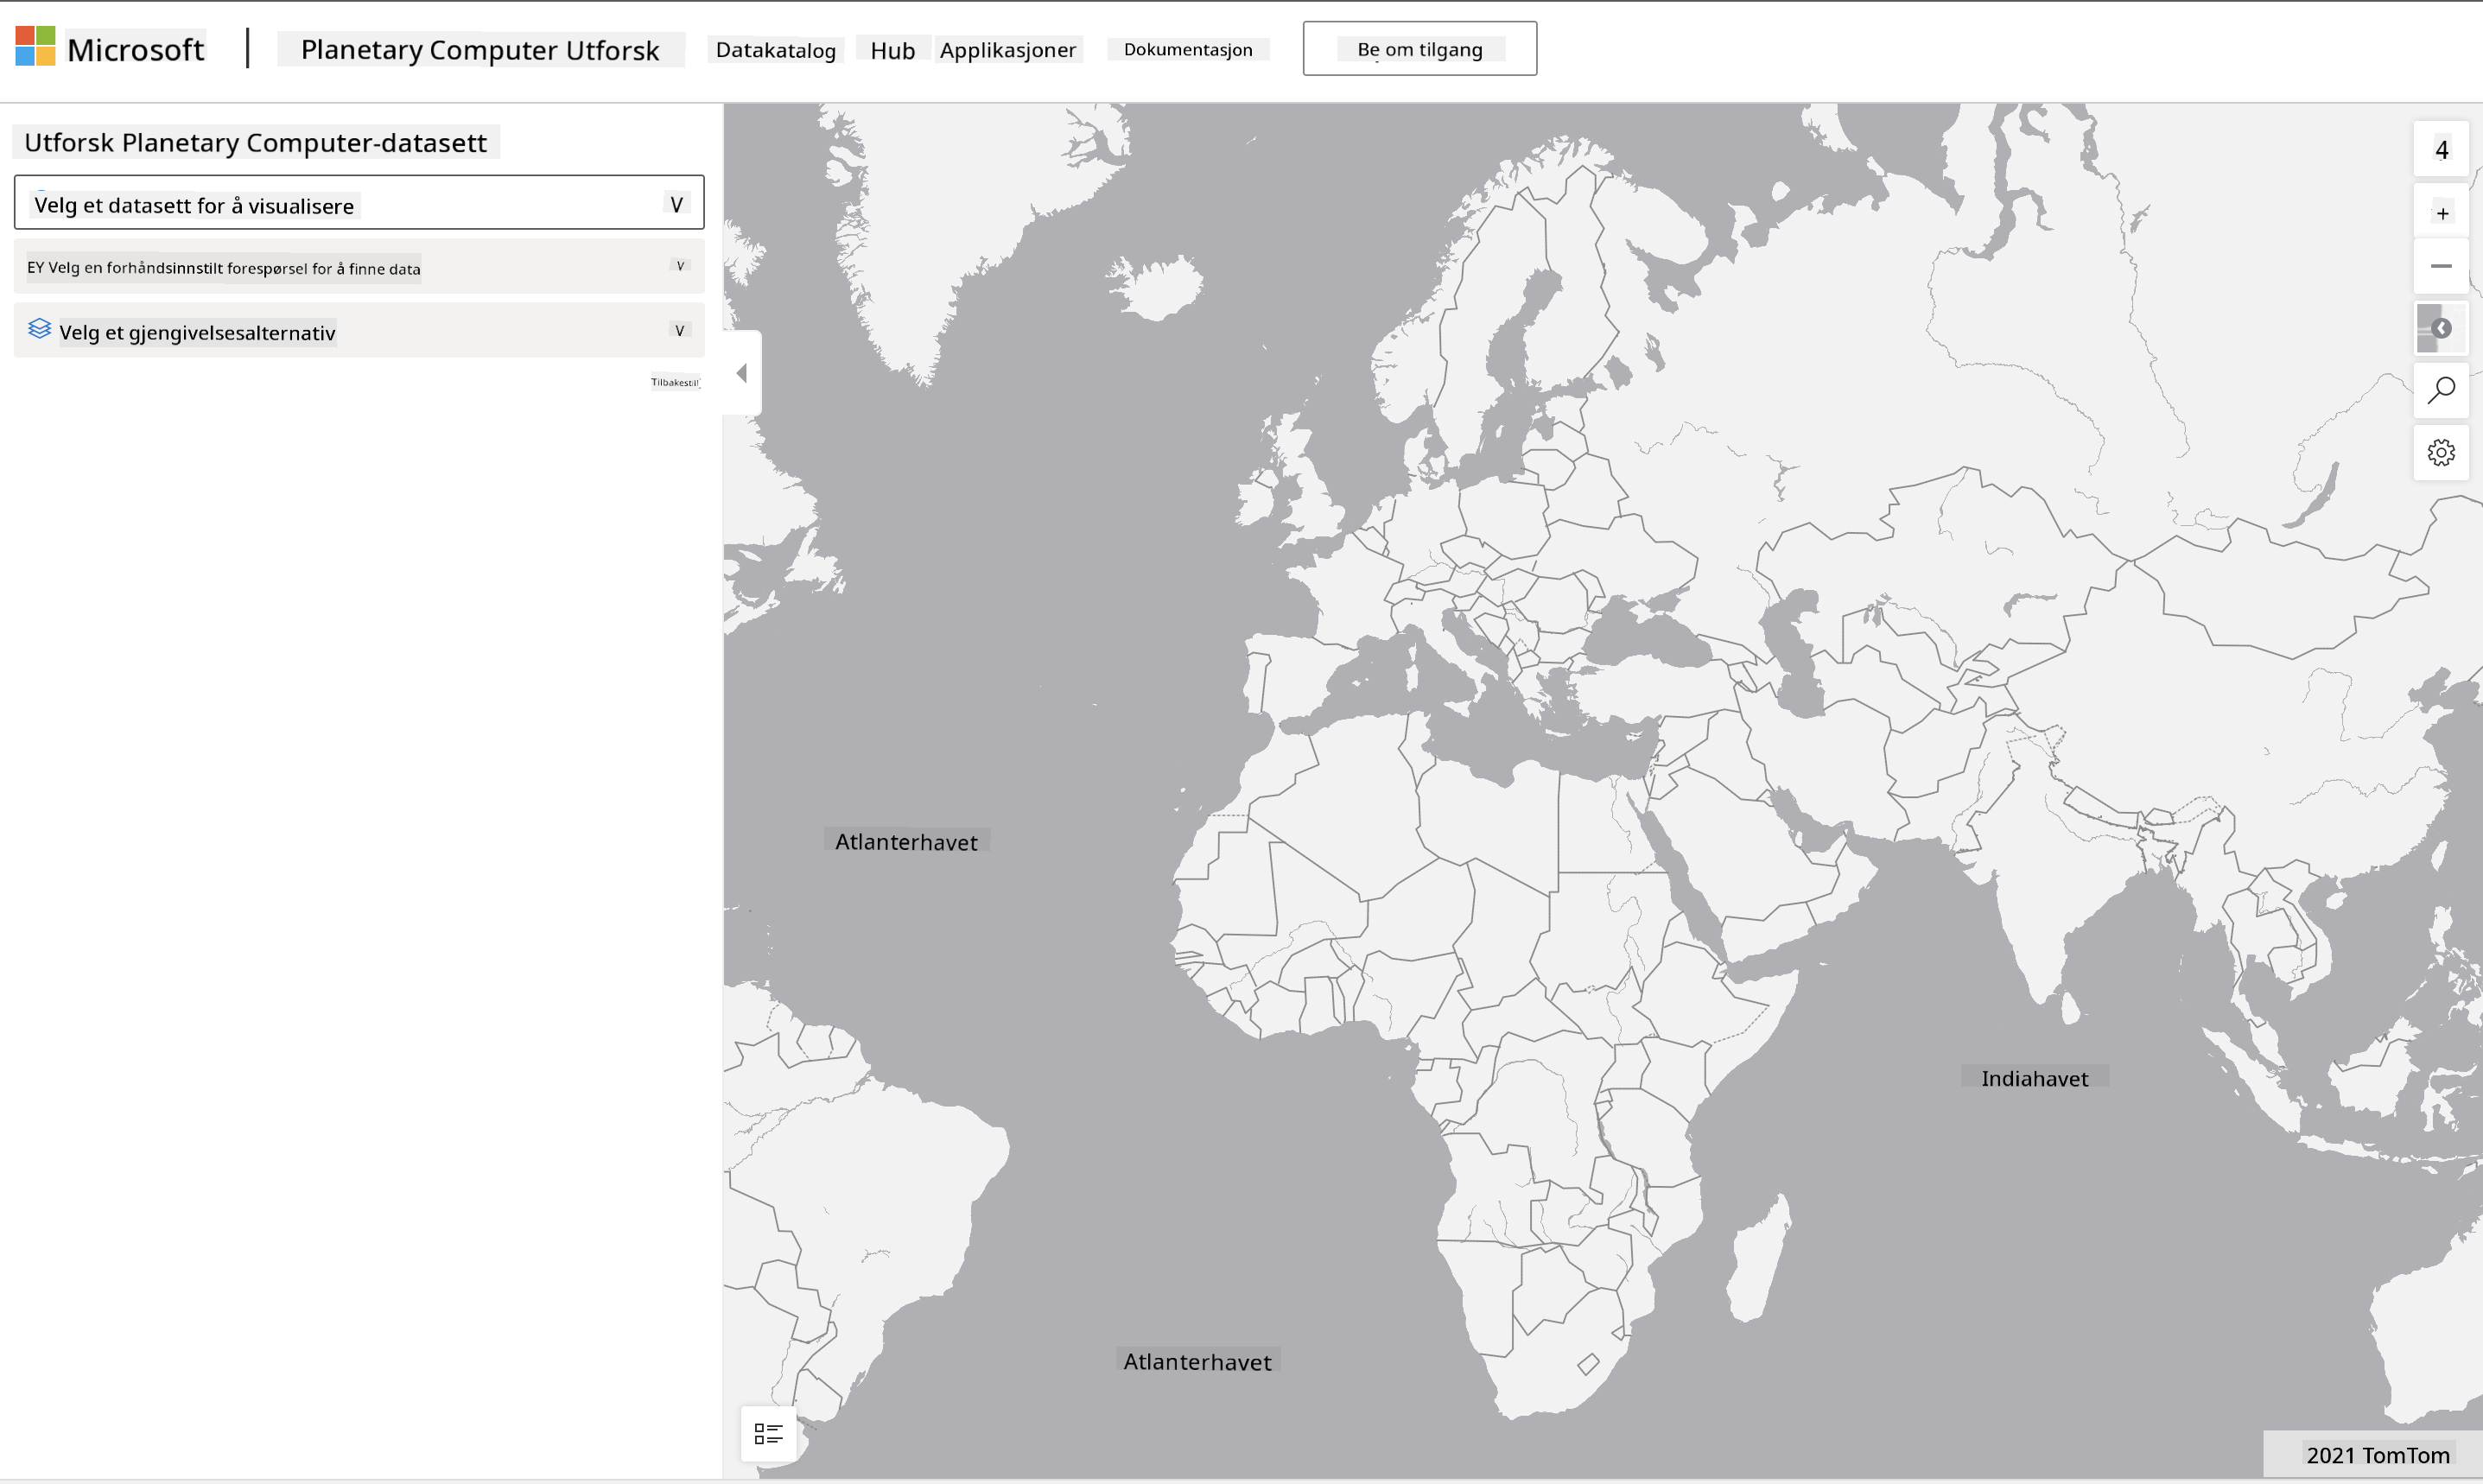 Microsoft
Planetary Computer Utforsk
Datakatalog
Hub
Applikasjoner
Dokumentasjon
Be om tilgang
Utforsk Planetary Computer-datasett
Velg et datasett for å visualisere V
EY Velg en forhåndsinnstilt forespørsel for å finne data V
Velg et gjengivelsesalternativ V
Tilbakestill
4
+
Atlanterhavet
Indiahavet
Atlanterhavet
2021 TomTom